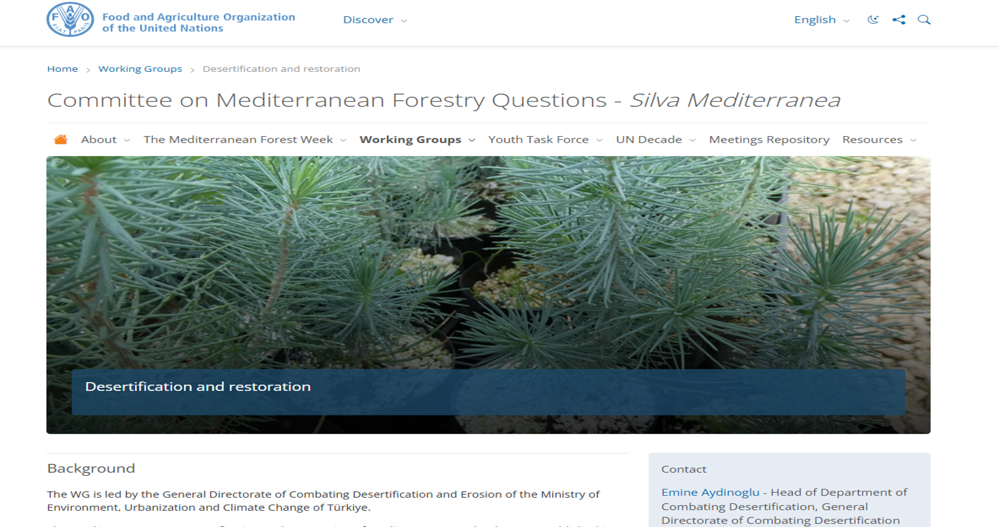 FAO
FIAT PANIS
Food and Agriculture Organization
of the United Nations
Discover
English
Home > Working Groups > Desertification and restoration
Committee on Mediterranean Forestry Questions - Silva Mediterranea
About The Mediterranean Forest Week Working Groups Youth Task Force UN Decade Meetings Repository Resources
Desertification and restoration
Background
The WG is led by the General Directorate of Combating Desertification and Erosion of the Ministry of
Environment, Urbanization and Climate Change of Türkiye.
Contact
Emine Aydinoglu - Head of Department of
Combating Desertification, General
Directorate of Combating Desertification